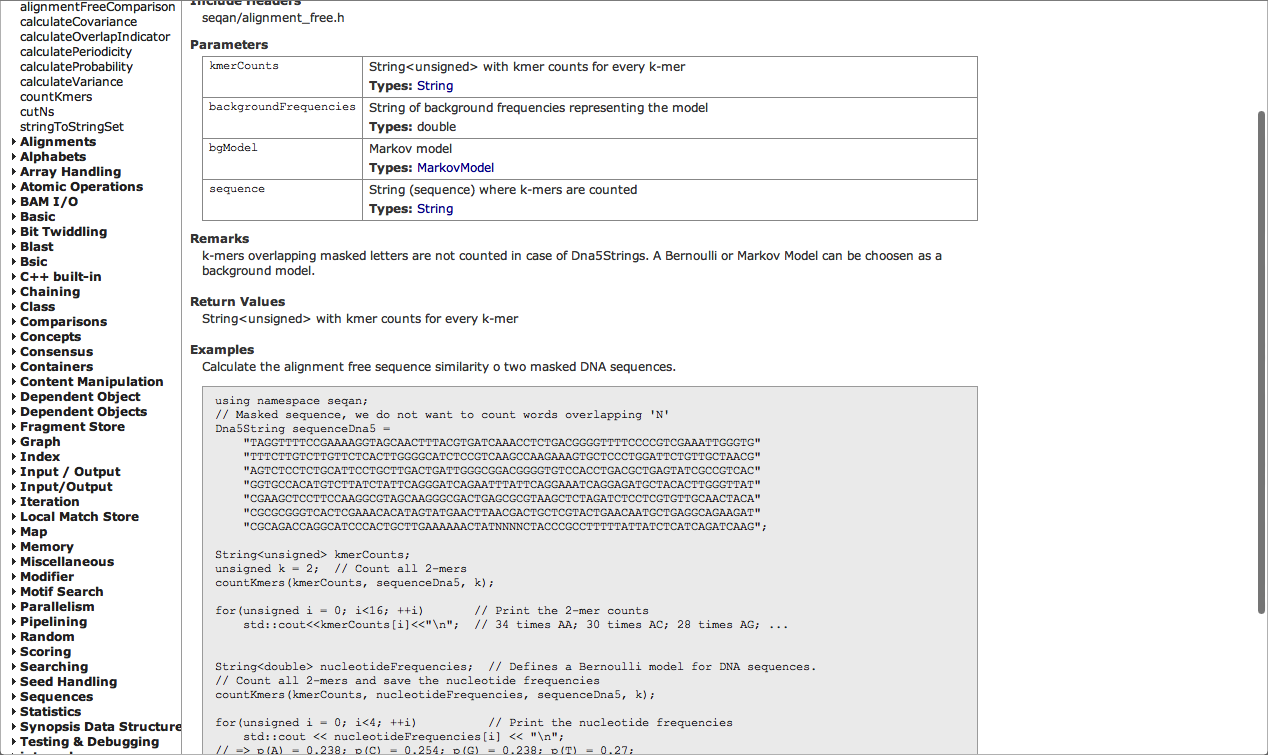 alignmentFreeComparison
calculateCovariance
calculateOverlapIndicator
calculatePeriodicity
calculateProbability
calculateVariance
countKmers
cutNs
stringToStringSet
Alignments
Alphabets
Array Handling
Atomic Operations
BAM I/O
Basic
Bit Twiddling
Blast
Bsic
C++ built-in
Chaining
Class
Comparisons
Concepts
Consensus
Containers
Content Manipulation
Dependent Object
Dependent Objects
Fragment Store
Graph
Index
Input / Output
Input/Output
Iteration
Local Match Store
Map
Memory
Miscellaneous
Modifier
Motif Search
Parallelism
Pipelining
Random
Scoring
Searching
Seed Handling
Sequences
Statistics
Synopsis Data Structure
Testing & Debugging
Include Headers
seqan/alignment_free.h
Parameters
kmerCounts
String<unsigned> with kmer counts for every k-mer
Types: String
backgroundFrequencies
String of background frequencies representing the model
Types: double
bgModel
Markov model
Types: MarkovModel
sequence
String (sequence) where k-mers are counted
Types: String
Remarks
k-mers overlapping masked letters are not counted in case of Dna5Strings. A Bernoulli or Markov Model can be choosen as a
background model.
Return Values
String<unsigned> with kmer counts for every k-mer
Examples
Calculate the alignment free sequence similarity o two masked DNA sequences.
using namespace seqan;
// Masked sequence, we do not want to count words overlapping 'N'
Dna5String sequenceDna5 =
"TAGGTTTTCCGAAAAGGTAGCAACTTTACGTGATCAAACCTCTGACGGGGTTTTCCCCGTCGAAATTGGGTG"
"TTTCTTGTCTTGTTCTCACTTGGGGCATCTCCGTCAAGCCAAGAAAGTGCTCCCTGGATTCTGTTGCTAACG"
"AGTCTCCTCTGCATTCCTGCTTGACTGATTGGGCGGACGGGGTGTCCACCTGACGCTGAGTATCGCCGTCAC"
"GGTGCCACATGTCTTATCTATTCAGGGATCAGAATTTATTCAGGAAATCAGGAGATGCTACACTTGGGTTAT"
"CGAAGCTCCTTCCAAGGCGTAGCAAGGGCGACTGAGCGCGTAAGCTCTAGATCTCCTCGTGTTGCAACTACA"
"CGCGCGGGTCACTCGAAACACATAGTATGAACTTAACGACTGCTCGTACTGAACAATGCTGAGGCAGAAGAT"
"CGCAGACCAGGCATCCCACTGCTTGAAAAAACTATNNNNCTACCCGCCTTTTTATTATCTCATCAGATCAAG";
String<unsigned> kmerCounts;
unsigned k = 2;  // Count all 2-mers
countKmers(kmerCounts, sequenceDna5, k);
for(unsigned i = 0; i<16; ++i)       // Print the 2-mer counts
std::cout<<kmerCounts[i]<<"\n";  // 34 times AA; 30 times AC; 28 times AG; ...
String<double> nucleotideFrequencies;  // Defines a Bernoulli model for DNA sequences.
// Count all 2-mers and save the nucleotide frequencies
countKmers(kmerCounts, nucleotideFrequencies, sequenceDna5, k);
for(unsigned i = 0; i<4; ++i)          // Print the nucleotide frequencies
std::cout << nucleotideFrequencies[i] << "\n";
// => p(A) = 0.238; p(C) = 0.254; p(G) = 0.238; p(T) = 0.27;